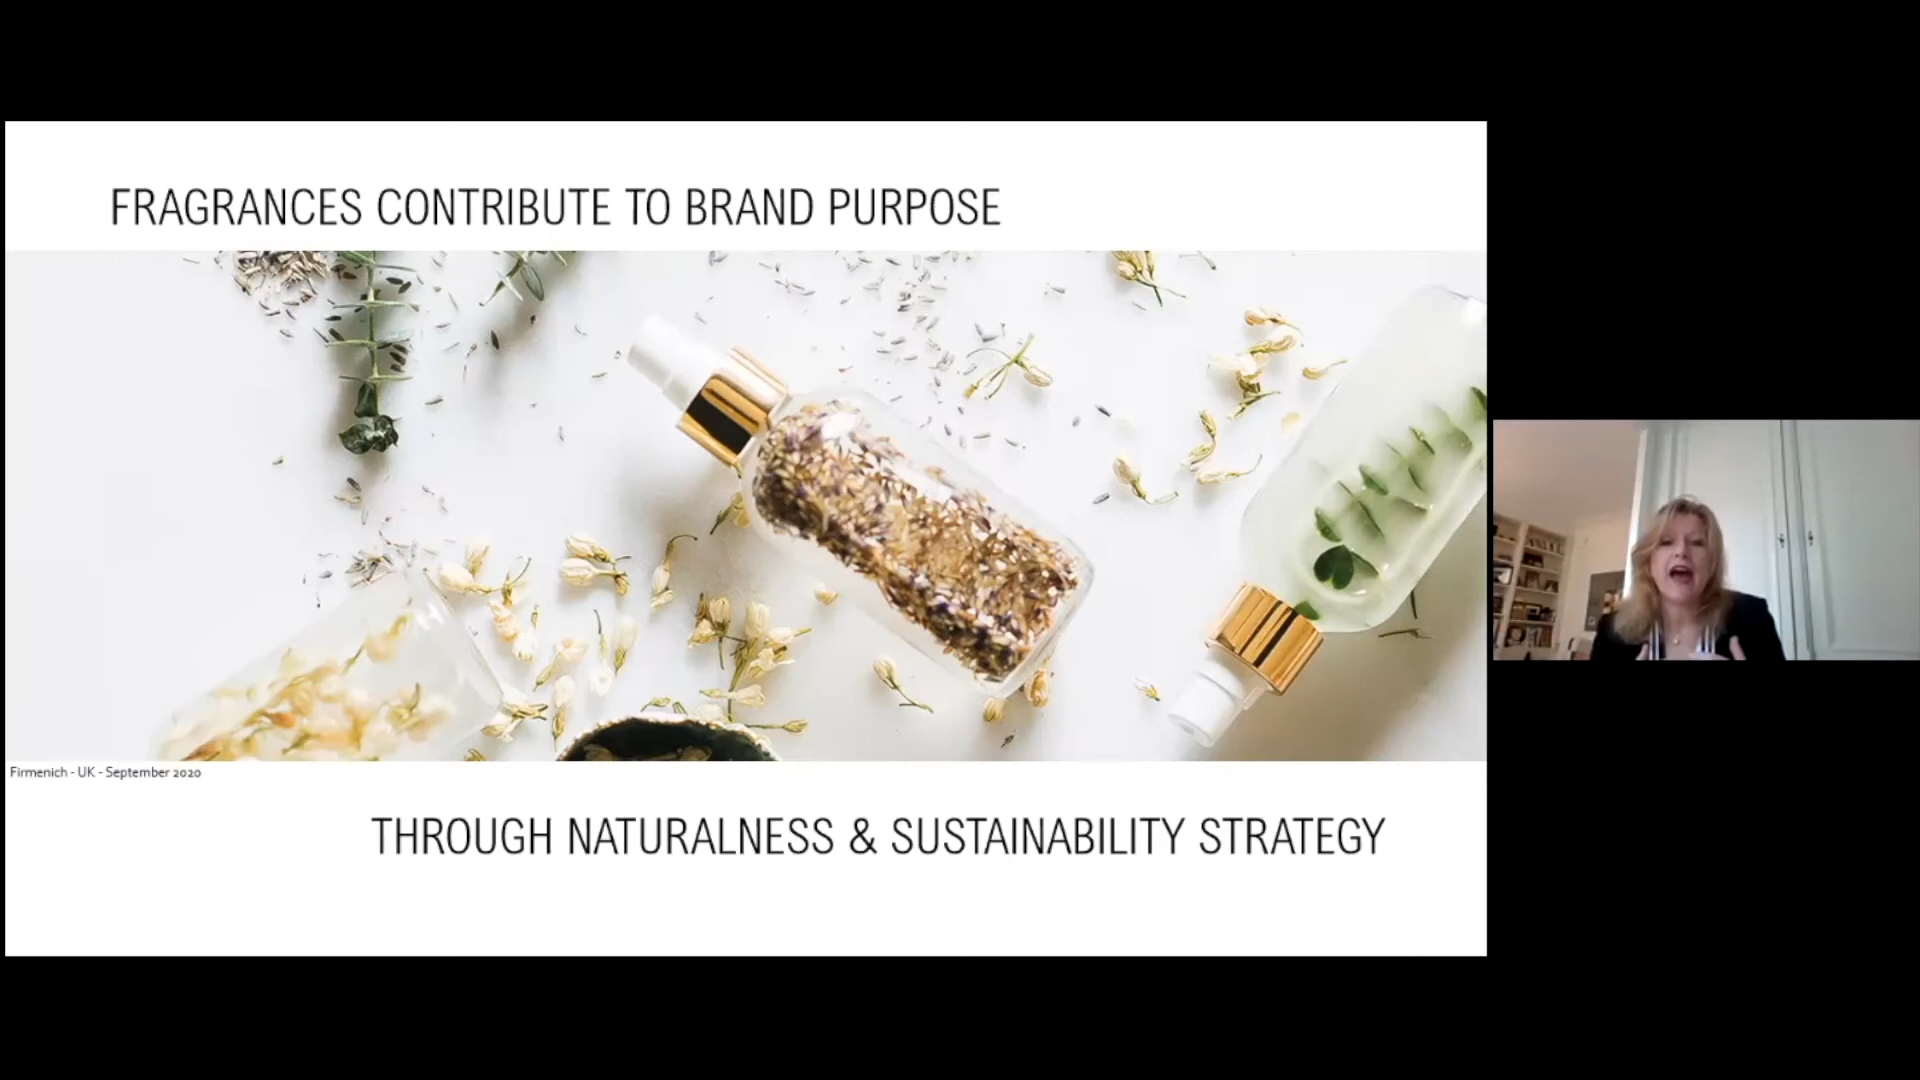 FRAGRANCES CONTRIBUTE TO BRAND PURPOSE
Firmenich - UK - September 2020
THROUGH NATURALNESS & SUSTAINABILITY STRATEGY